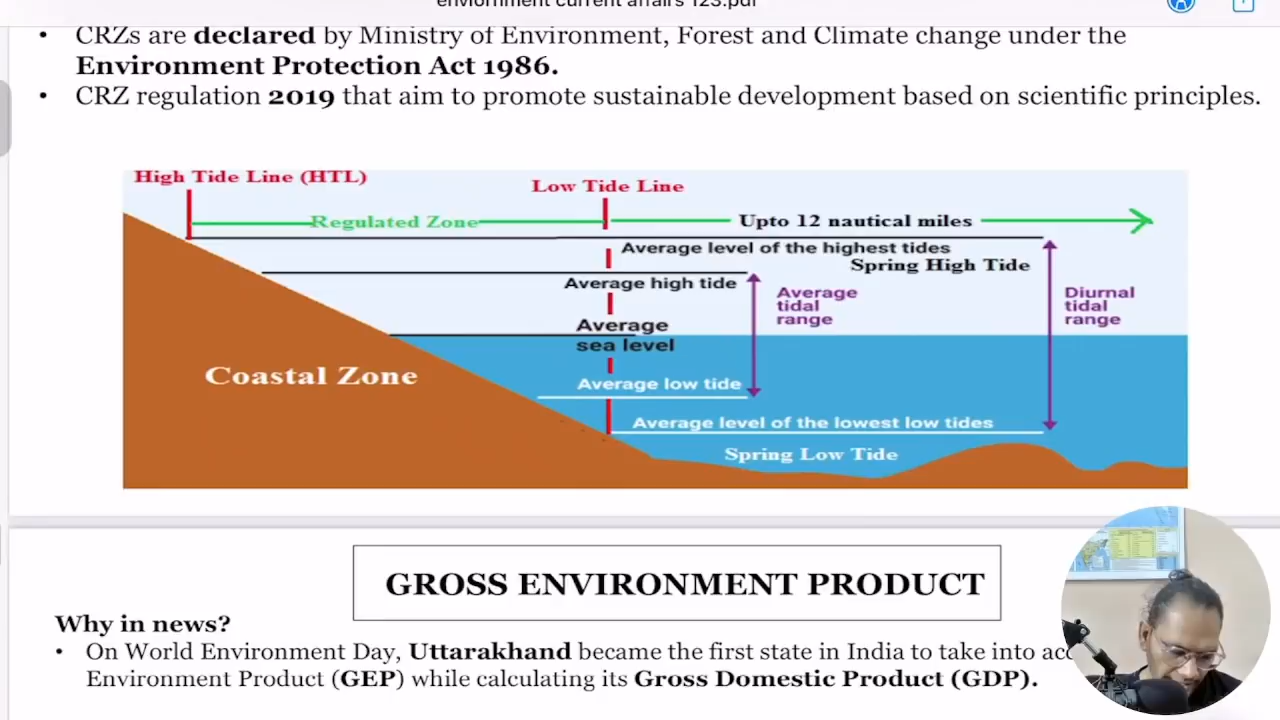 enviornment current affairs 123.pdf
• CRZs are declared by Ministry of Environment, Forest and Climate change under the
Environment Protection Act 1986.
• CRZ regulation 2019 that aim to promote sustainable development based on scientific principles.
High Tide Line (HTL)
Low Tide Line
Regulated Zone
Upto 12 nautical miles
Average level of the highest tides
Spring High Tide
Average high tide
Average
tidal
range
Diurnal
tidal
range
Average
sea level
Coastal Zone
Average low tide
Average level of the lowest low tides
Spring Low Tide
GROSS ENVIRONMENT PRODUCT
Why in news?
• On World Environment Day, Uttarakhand became the first state in India to take into
Environment Product (GEP) while calculating its Gross Domestic Product (GDP).